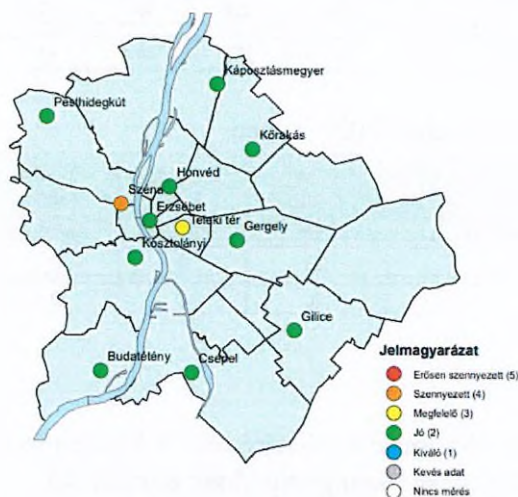 Káposztásmegyer
Pesthidegkút
Kőrakás
Honvéd
Széna
Erzsébet
Teleki tér
Gergely
Kosztolányi
Gilice
Budatétény
Csepel
Jelmagyarázat
Erősen szennyezett (5)
Szennyezett (4)
Megfelelő (3)
Jó (2)
Kiváló (1)
Kevés adat
Nincs mérés